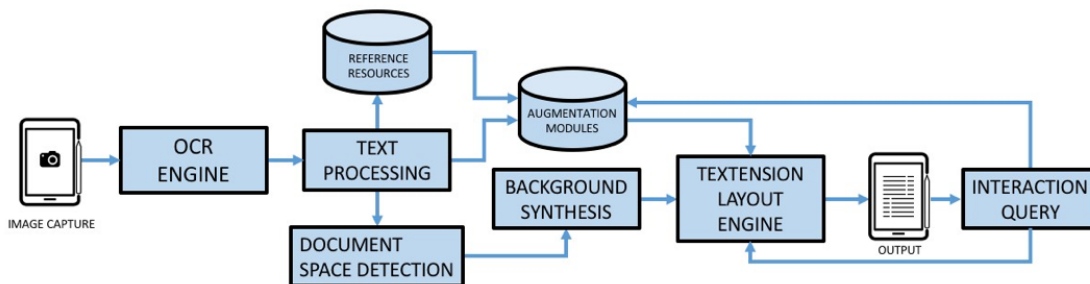 REFERENCE
RESOURCES
AUGMENTATION
MODULES
OCR
ENGINE
TEXT
PROCESSING
BACKGROUND
SYNTHESIS
TEXTENSION
LAYOUT
ENGINE
INTERACTION
QUERY
IMAGE CAPTURE
DOCUMENT
SPACE DETECTION
OUTPUT